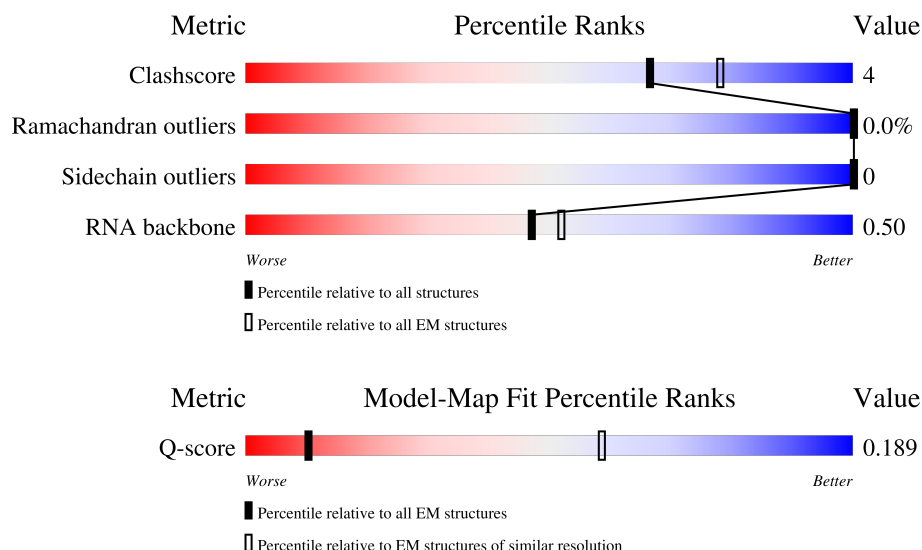 Metric Percentile Ranks Value
Clashscore 4
Ramachandran outliers 0.0%
Sidechain outliers 0
RNA backbone 0.50
Worse Better
Percentile relative to all structures
Percentile relative to all EM structures
Metric Model-Map Fit Percentile Ranks Value
Q-score 0.189
Worse Better
Percentile relative to all EM structures
Percentile relative to EM structures of similar resolution